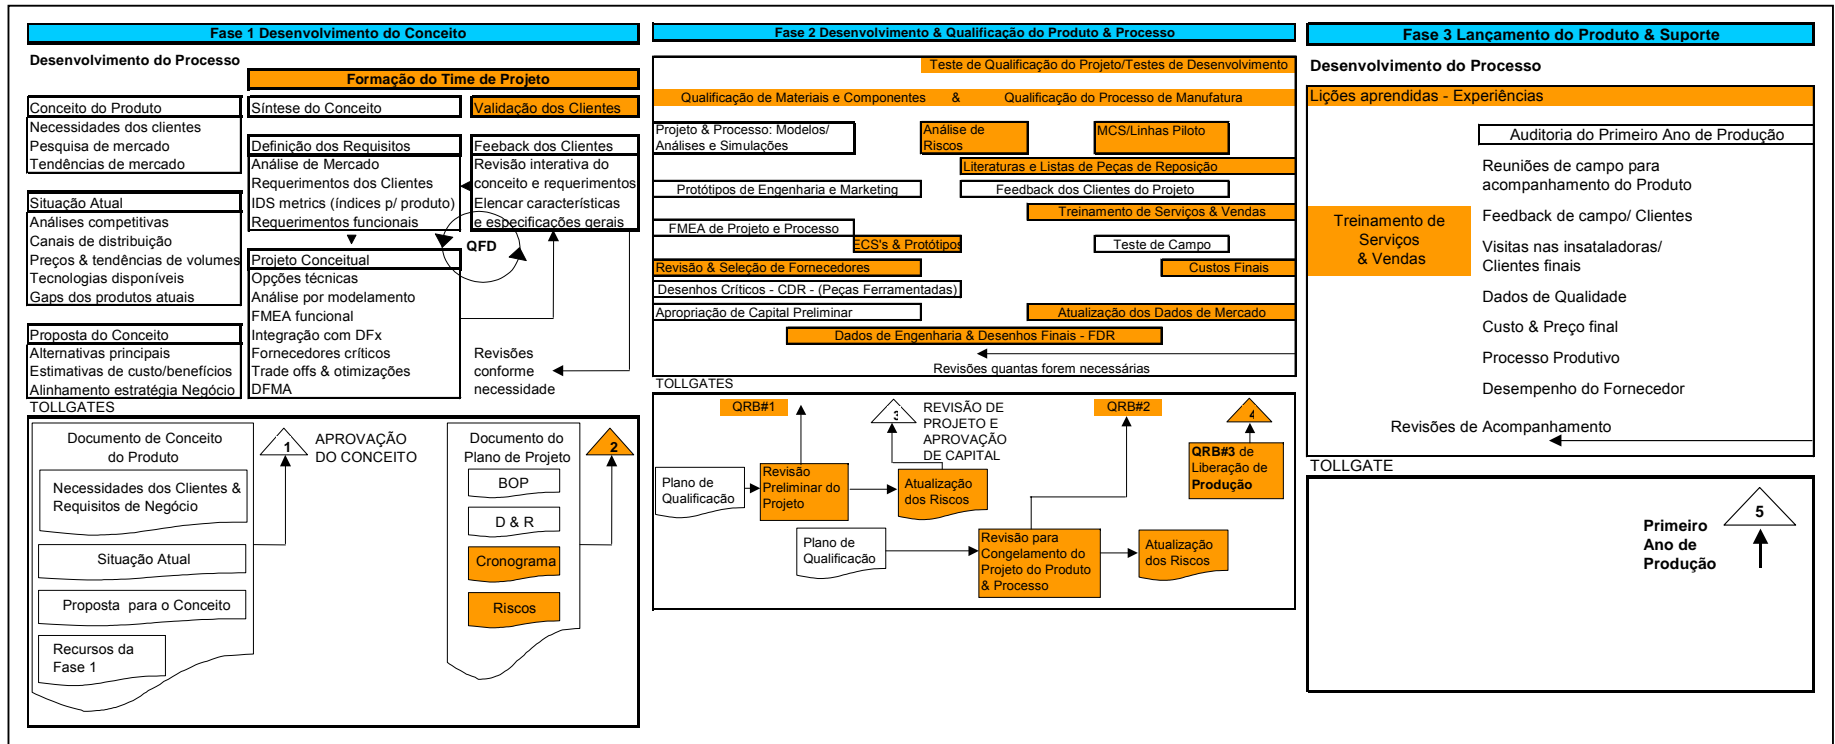 Fase 1 Desenvolvimento do Conceito
Desenvolvimento do Processo
Formação do Time de Projeto
Conceito do Produto
Necessidades dos clientes
Pesquisa de mercado
Tendências de mercado
Síntese do Conceito
Validação dos Clientes
Definição dos Requisitos
Análise de Mercado
Requerimentos dos Clientes
IDS metrics (índices p/ produto)
Requerimentos funcionais
Feeback dos Clientes
Revisão interativa do
conceito e requerimentos
Elencar características
e especificações gerais
Situação Atual
Análises competitivas
Canais de distribuição
Preços & tendências de volumes
Tecnologias disponíveis
Gaps dos produtos atuais
QFD
Projeto Conceitual
Opções técnicas
Análise por modelamento
FMEA funcional
Integração com DFx
Fornecedores críticos
Trade offs & otimizações
DFMA
Proposta do Conceito
Alternativas principais
Estimativas de custo/benefícios
Alinhamento estratégia Negócio
Revisões
conforme
necessidade
TOLLGATES
Documento de Conceito
do Produto
Necessidades dos Clientes &
Requisitos de Negócio
Situação Atual
Proposta para o Conceito
Recursos da
Fase 1
1
APROVAÇÃO
DO CONCEITO
Documento do
Plano de Projeto
BOP
D & R
Cronograma
Riscos
2
Fase 2 Desenvolvimento & Qualificação do Produto & Processo
Teste de Qualificação do Projeto/Testes de Desenvolvimento
Qualificação de Materiais e Componentes & Qualificação do Processo de Manufatura
Projeto & Processo: Modelos/
Análises e Simulações
Análise de
Riscos
MCS/Linhas Piloto
Literaturas e Listas de Peças de Reposição
Protótipos de Engenharia e Marketing
Feedback dos Clientes do Projeto
Treinamento de Serviços & Vendas
FMEA de Projeto e Processo
ECS's & Protótipos
Teste de Campo
Revisão & Seleção de Fornecedores
Custos Finais
Desenhos Críticos - CDR - (Peças Ferramentadas)
Apropriação de Capital Preliminar
Atualização dos Dados de Mercado
Dados de Engenharia & Desenhos Finais - FDR
Revisões quantas forem necessárias
TOLLGATES
QRB#1
3
REVISÃO DE
PROJETO E
APROVAÇÃO
DE CAPITAL
QRB#2
4
QRB#3 de
Liberação de
Produção
Plano de
Qualificação
Revisão
Preliminar do
Projeto
Atualização
dos Riscos
Plano de
Qualificação
Revisão para
Congelamento do
Projeto do Produto
& Processo
Atualização
dos Riscos
Fase 3 Lançamento do Produto & Suporte
Desenvolvimento do Processo
Lições aprendidas - Experiências
Auditoria do Primeiro Ano de Produção
Treinamento de
Serviços
& Vendas
Reuniões de campo para
acompanhamento do Produto
Feedback de campo/ Clientes
Visitas nas insataladoras/
Clientes finais
Dados de Qualidade
Custo & Preço final
Processo Produtivo
Desempenho do Fornecedor
Revisões de Acompanhamento
TOLLGATE
5
Primeiro
Ano de
Produção